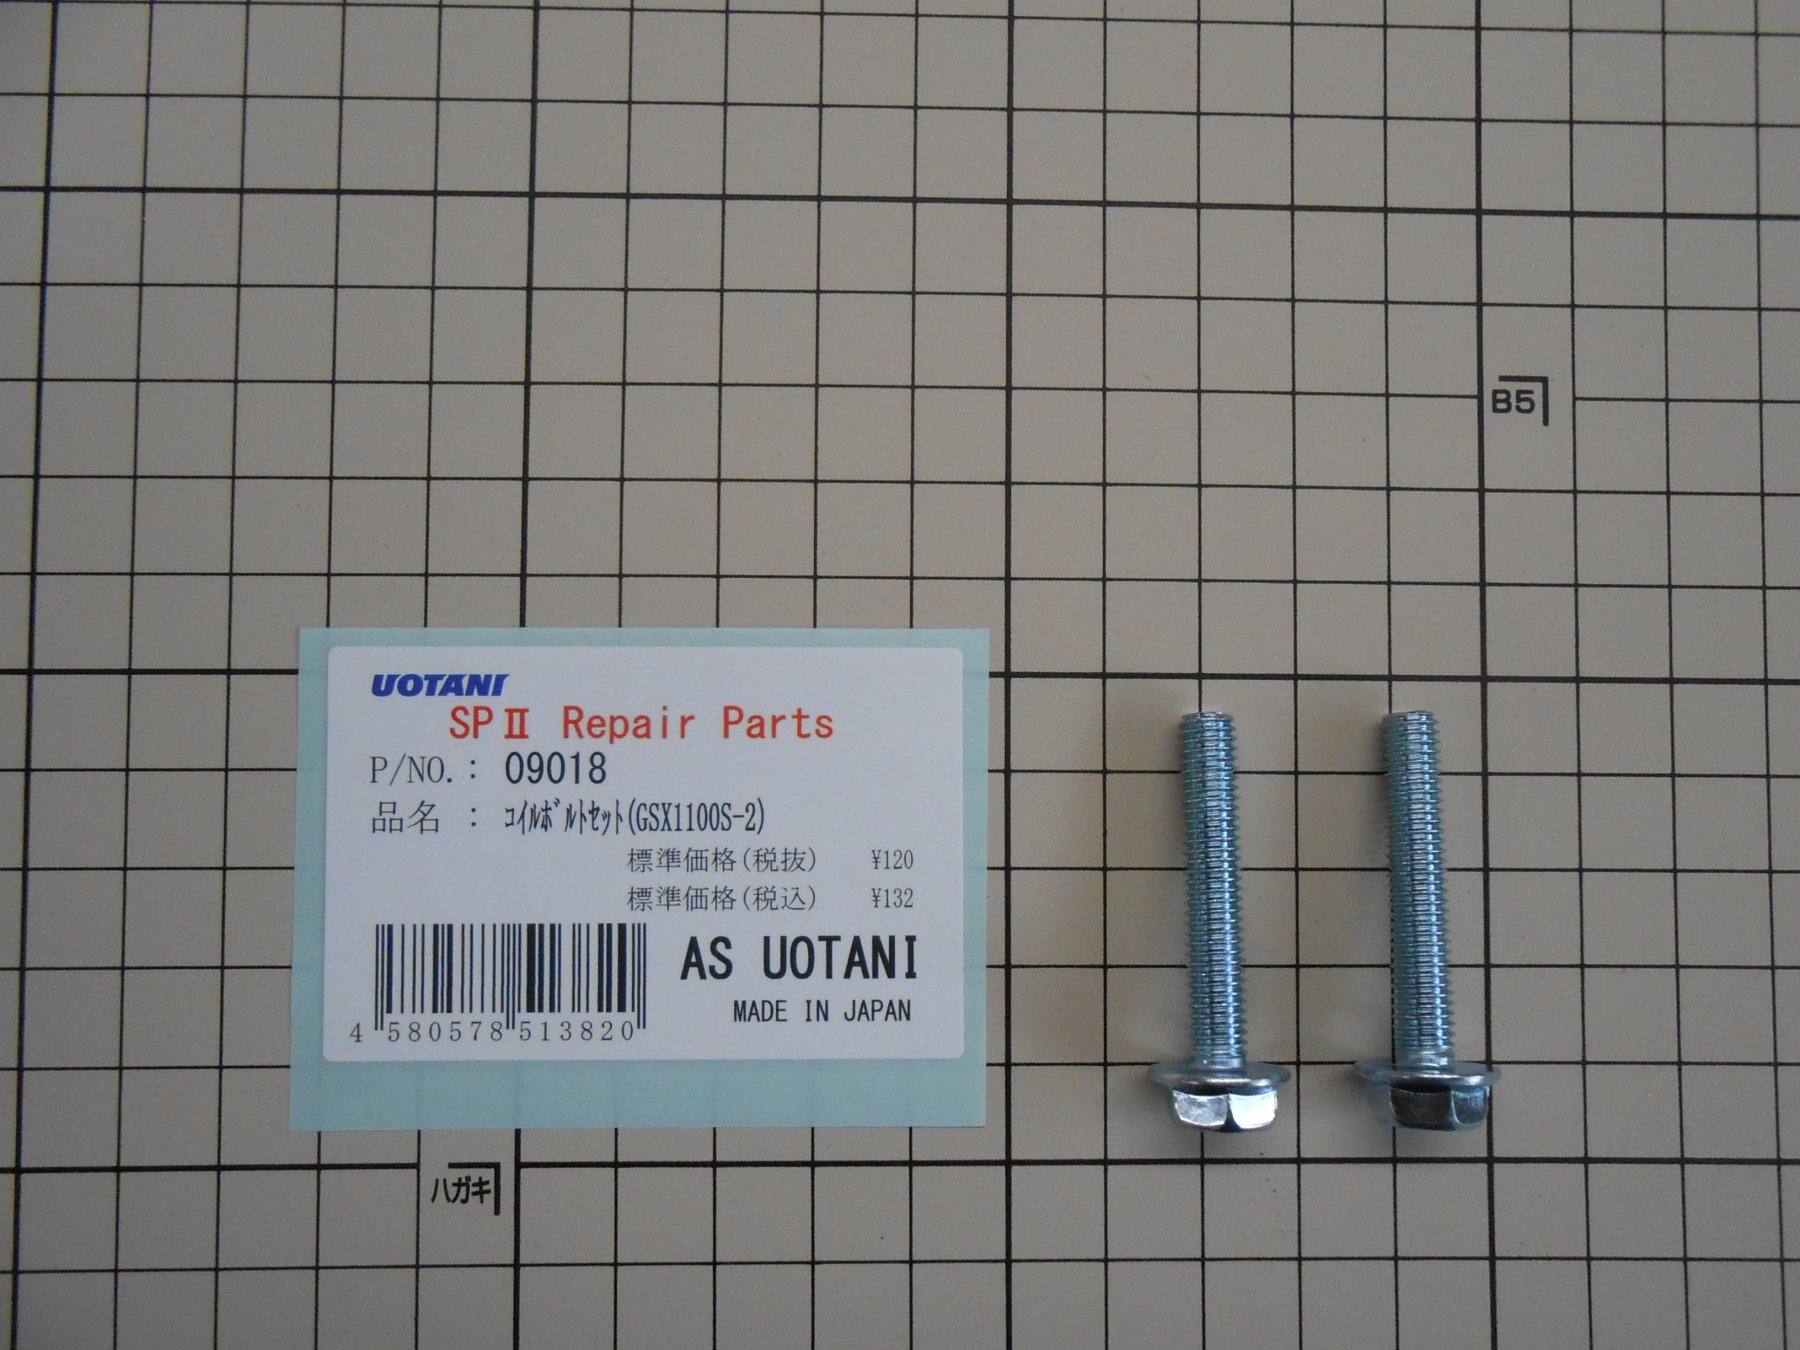 B5
UOTANI
SPⅡ Repair Parts
P/NO.: 09018
品名 : ｺｲﾙﾎﾞﾙﾄｾｯﾄ(GSX1100S-2)
標準価格(税抜) ¥120
標準価格(税込) ¥132
AS UOTANI
MADE IN JAPAN
4 580578 513820
ハガキ